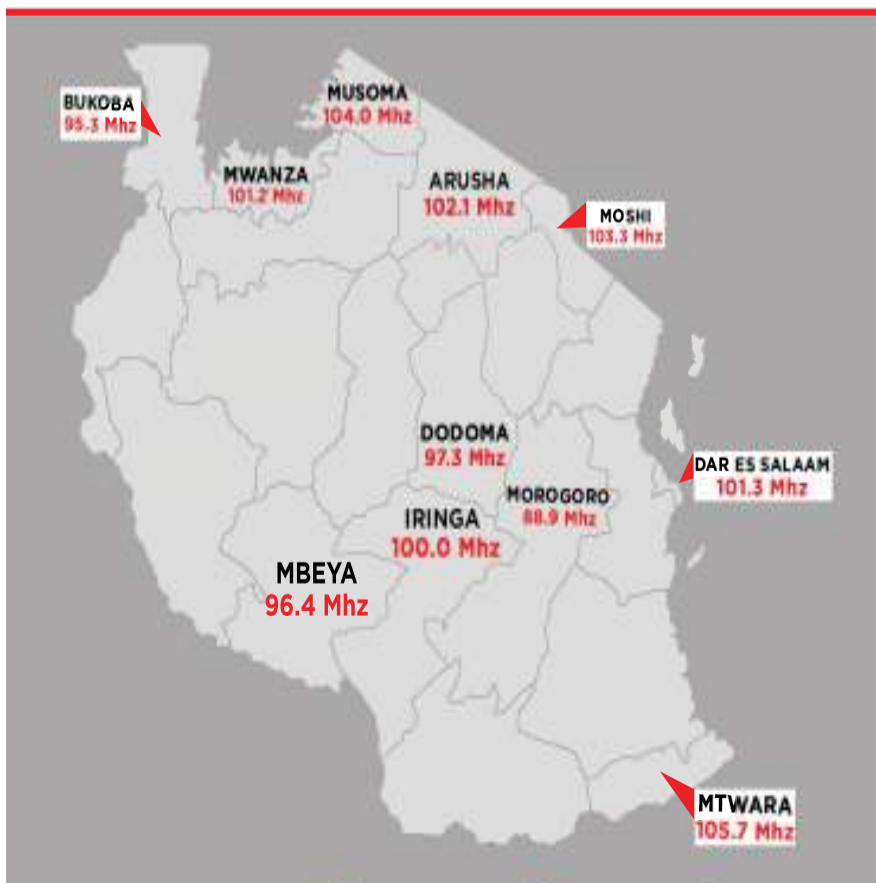 BUKOBA
95.3 Mhz
MUSOMA
104.0 Mhz
MWANZA
101.2 Mhz
ARUSHA
102.1 Mhz
MOSHI
103.3 Mhz
DODOMA
97.3 Mhz
DAR ES SALAAM
101.3 Mhz
MOROGORO
88.9 Mhz
IRINGA
100.0 Mhz
MBEYA
96.4 Mhz
MTWARA
105.7 Mhz